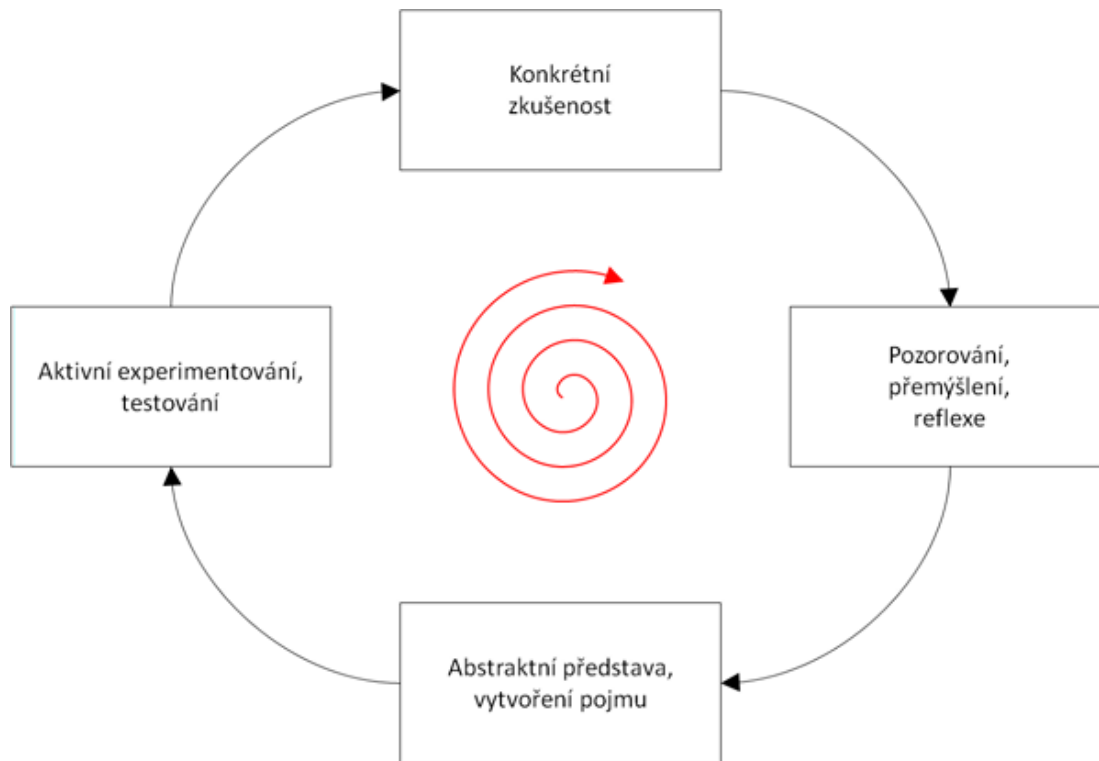 Konkrétní
zkušenost
Aktivní experimentování,
testování
Pozorování,
přemýšlení,
reflexe
Abstraktní představa,
vytvoření pojmu